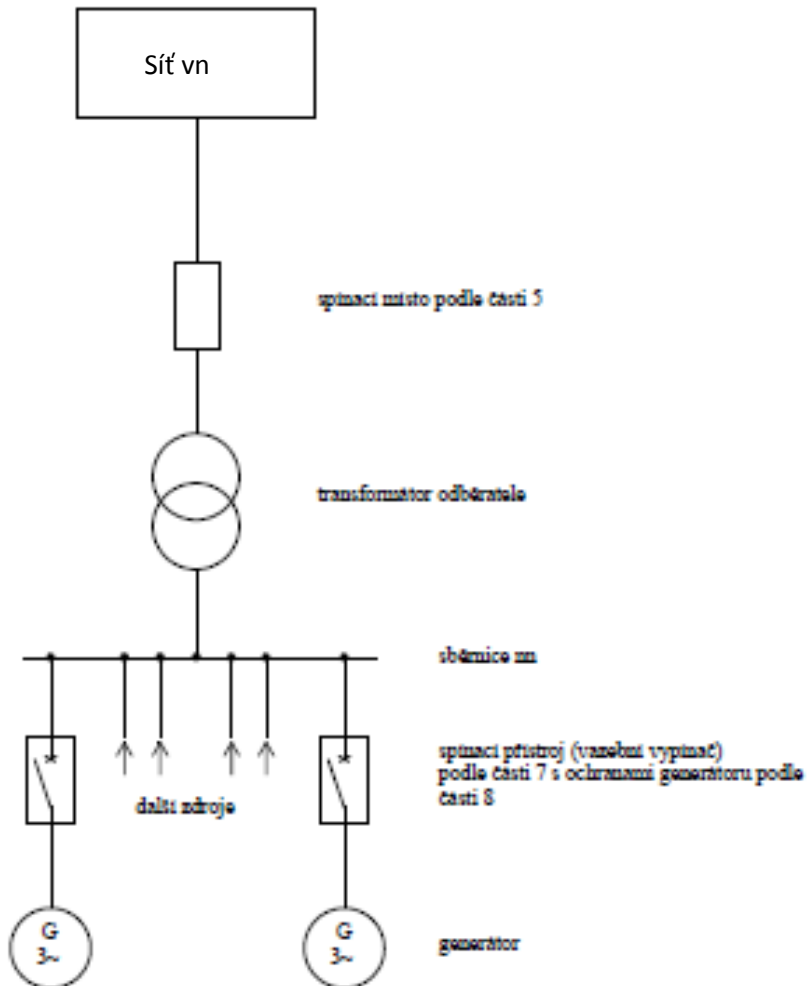 Síť vn
spínací místo podle části 5
transformátor odběratele
sběrnice nn
spínací přístroj (vazební vypínač)
podle části 7 s ochranami generátoru podle
části 8
další zdroje
G
3~
G
3~
generátor